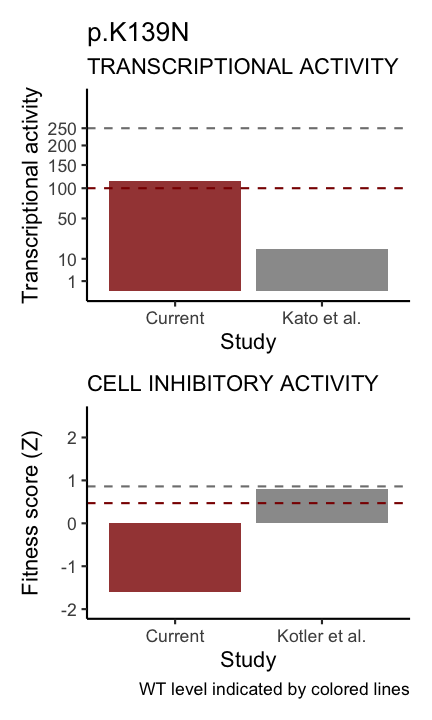 p.K139N
TRANSCRIPTIONAL ACTIVITY
Transcriptional activity
250
200
150
100
50
10
1
Current
Kato et al.
Study
CELL INHIBITORY ACTIVITY
Fitness score (Z)
2
1
0
-1
-2
Current
Kotler et al.
Study
WT level indicated by colored lines